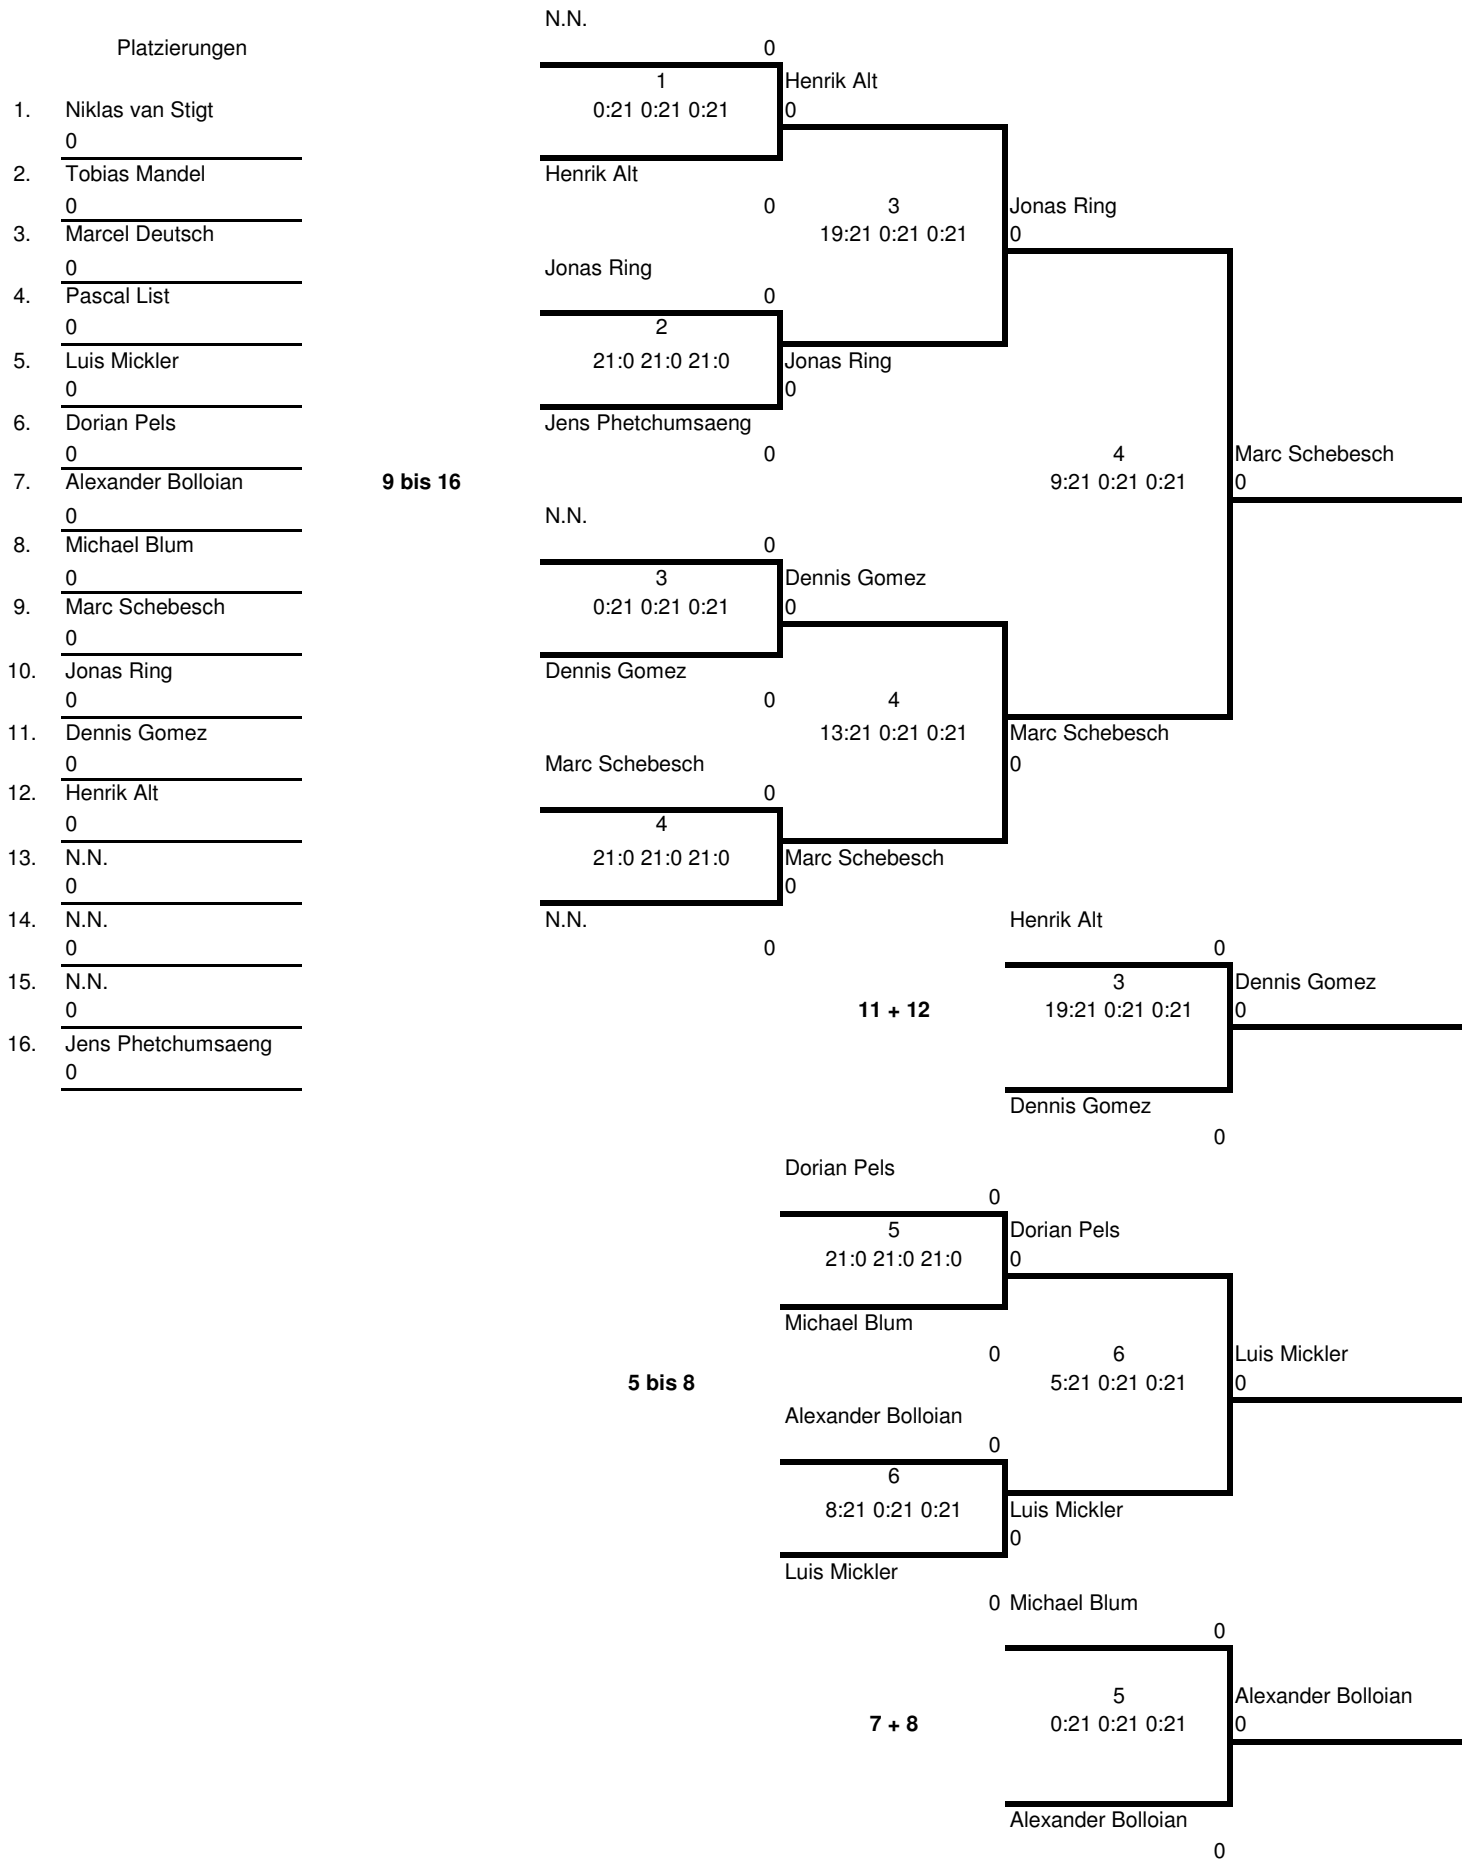 Platzierungen
1. Niklas van Stigt
0
2. Tobias Mandel
0
3. Marcel Deutsch
0
4. Pascal List
0
5. Luis Mickler
0
6. Dorian Pels
0
7. Alexander Bolloian
0
8. Michael Blum
0
9. Marc Schebesch
0
10. Jonas Ring
0
11. Dennis Gomez
0
12. Henrik Alt
0
13. N.N.
0
14. N.N.
0
15. N.N.
0
16. Jens Phetchumsaeng
0
9 bis 16
N.N.
0
1
0:21 0:21 0:21
Henrik Alt
0
Jonas Ring
0
2
21:0 21:0 21:0
Jens Phetchumsaeng
0
N.N.
0
3
0:21 0:21 0:21
Dennis Gomez
0
Marc Schebesch
0
4
21:0 21:0 21:0
N.N.
0
Henrik Alt
0
3
19:21 0:21 0:21
Jonas Ring
0
Dennis Gomez
0
4
13:21 0:21 0:21
Marc Schebesch
0
Jonas Ring
0
4
9:21 0:21 0:21
Marc Schebesch
0
Marc Schebesch
0
11 + 12
Henrik Alt
0
3
19:21 0:21 0:21
Dennis Gomez
0
Dennis Gomez
0
5 bis 8
Dorian Pels
0
5
21:0 21:0 21:0
Michael Blum
0
Alexander Bolloian
0
6
8:21 0:21 0:21
Luis Mickler
0
Dorian Pels
0
6
5:21 0:21 0:21
Luis Mickler
0
Luis Mickler
0
7 + 8
Michael Blum
0
5
0:21 0:21 0:21
Alexander Bolloian
0
Alexander Bolloian
0